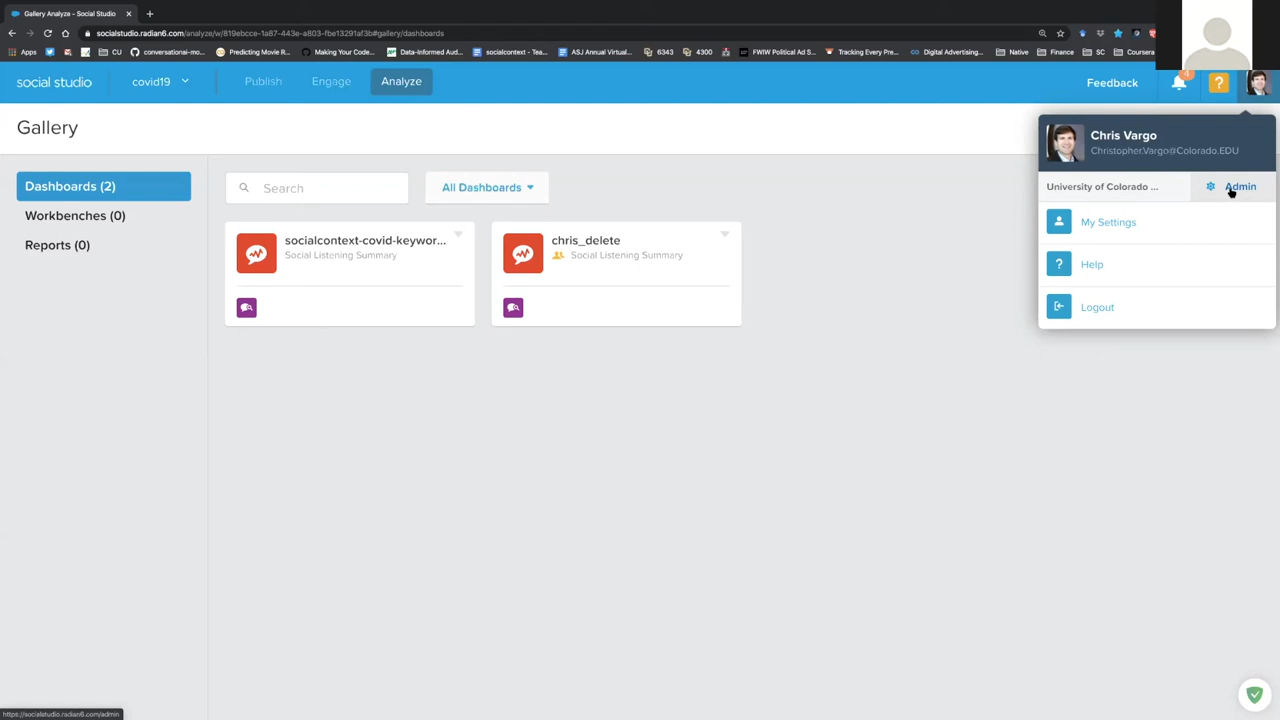 Gallery Analyze - Social Studio
socialstudio.radian6.com/analyze/w/819ebcce-1a87-443e-a803-fbe13291af3b#gallery/dashboards
Apps CU conversational-mo... Predicting Movie R... Making Your Code... Data-Informed Aud... socialcontext - Tea... ASJ Annual Virtual... 6343 4300 FWIW Political Ad S... Tracking Every Pre... Digital Advertising... Native Finance SC Coursera
social studio covid19 Publish Engage Analyze Feedback 4 ?
Gallery
Chris Vargo
Christopher.Vargo@Colorado.EDU
University of Colorado ... Admin
My Settings
? Help
Logout
Dashboards (2)
Workbenches (0)
Reports (0)
Search All Dashboards
socialcontext-covid-keywor...
Social Listening Summary
chris_delete
Social Listening Summary
https://socialstudio.radian6.com/admin